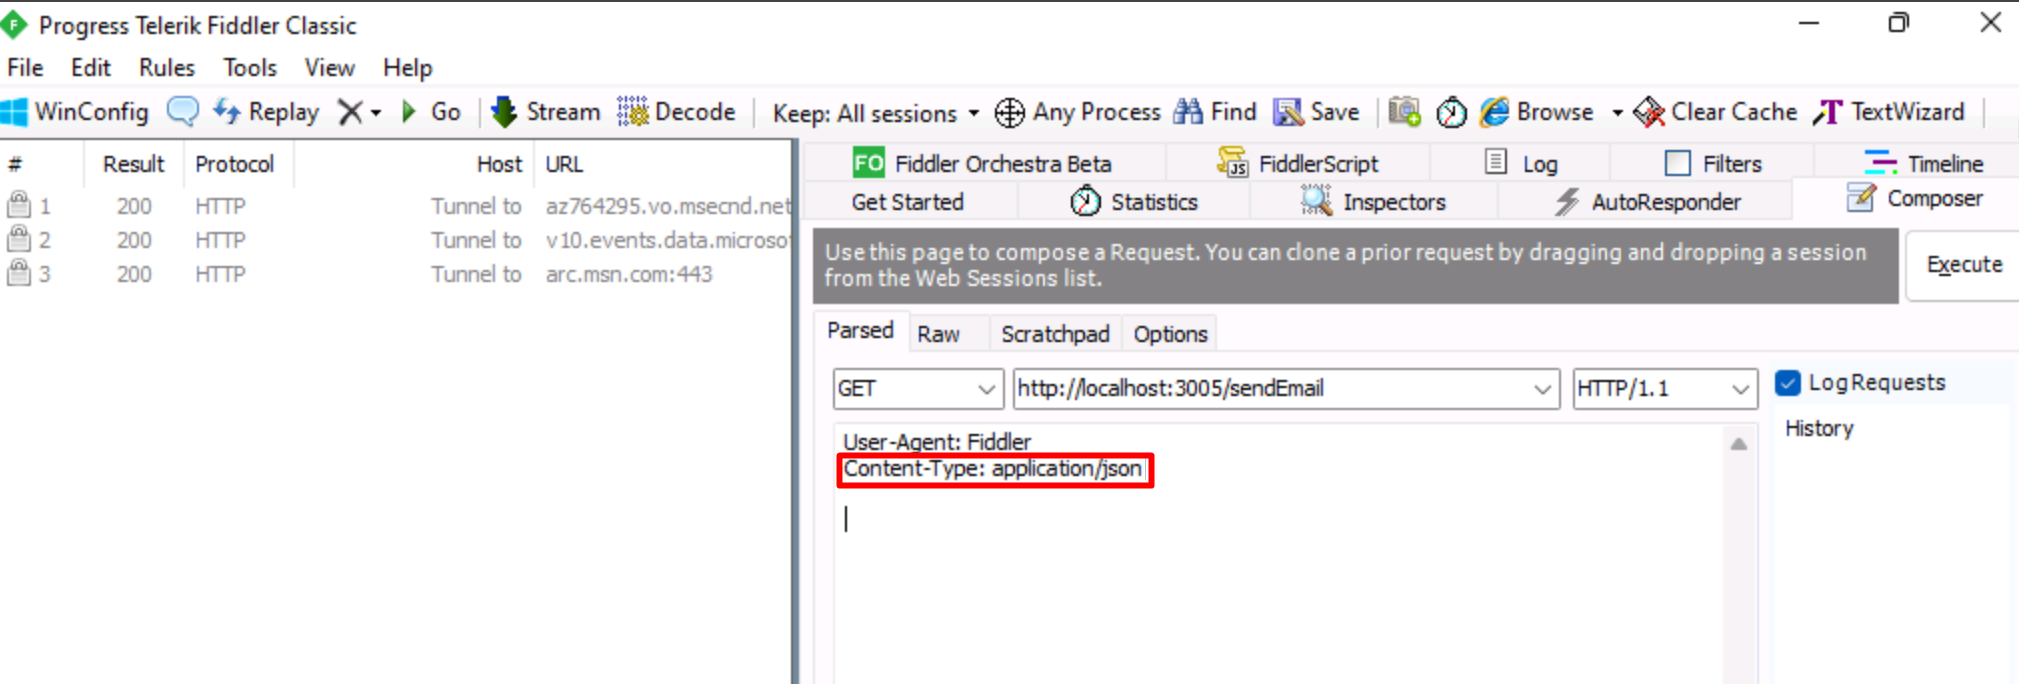 Progress Telerik Fiddler Classic
File Edit Rules Tools View Help
WinConfig Replay Go Stream Decode Keep: All sessions Any Process Find Save Browse Clear Cache TextWizard
# Result Protocol Host URL
1 200 HTTP Tunnel to az764295.vo.msecnd.net
2 200 HTTP Tunnel to v10.events.data.microso
3 200 HTTP Tunnel to arc.msn.com:443
FO Fiddler Orchestra Beta JS FiddlerScript Log Filters Timeline
Get Started Statistics Inspectors AutoResponder Composer
Use this page to compose a Request. You can clone a prior request by dragging and dropping a session
from the Web Sessions list.
Execute
Parsed Raw Scratchpad Options
GET http://localhost:3005/sendEmail HTTP/1.1 Log Requests
User-Agent: Fiddler
Content-Type: application/json
History